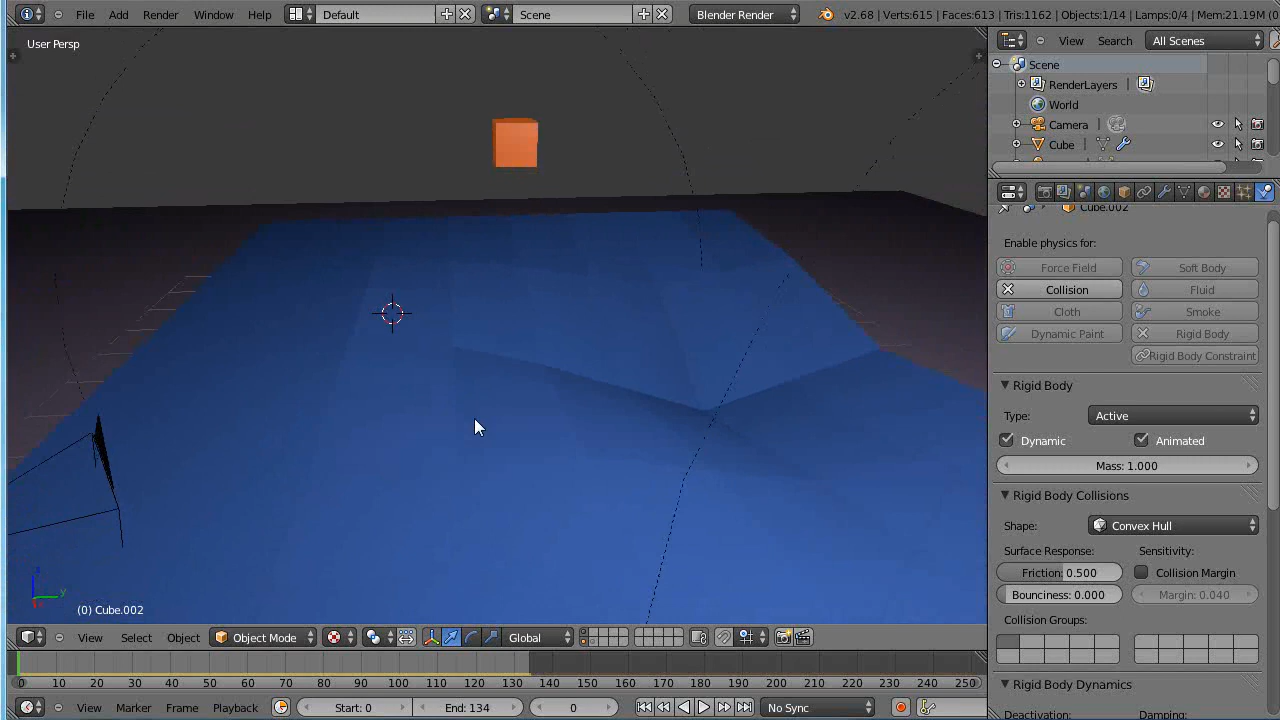 File Add Render Window Help Default Scene Blender Render v2.68 | Verts:615 | Faces:613 | Tris:1162 | Objects:1/14 | Lamps:0/4 | Mem:21.19M (0
User Persp
View Search All Scenes
Scene
RenderLayers
World
Camera
Cube
Cube.002
Enable physics for:
Force Field Soft Body
Collision Fluid
Cloth Smoke
Dynamic Paint Rigid Body
Rigid Body Constraint
Rigid Body
Type: Active
Dynamic Animated
Mass: 1.000
Rigid Body Collisions
Shape: Convex Hull
Surface Response: Sensitivity:
Friction: 0.500 Collision Margin
Bounciness: 0.000 Margin: 0.040
Collision Groups:
Rigid Body Dynamics
Deactivation: Damping:
z
y
(0) Cube.002
View Select Object Object Mode Global
0 10 20 30 40 50 60 70 80 90 100 110 120 130 140 150 160 170 180 190 200 210 220 230 240 250
View Marker Frame Playback Start: 0 End: 134 0 No Sync